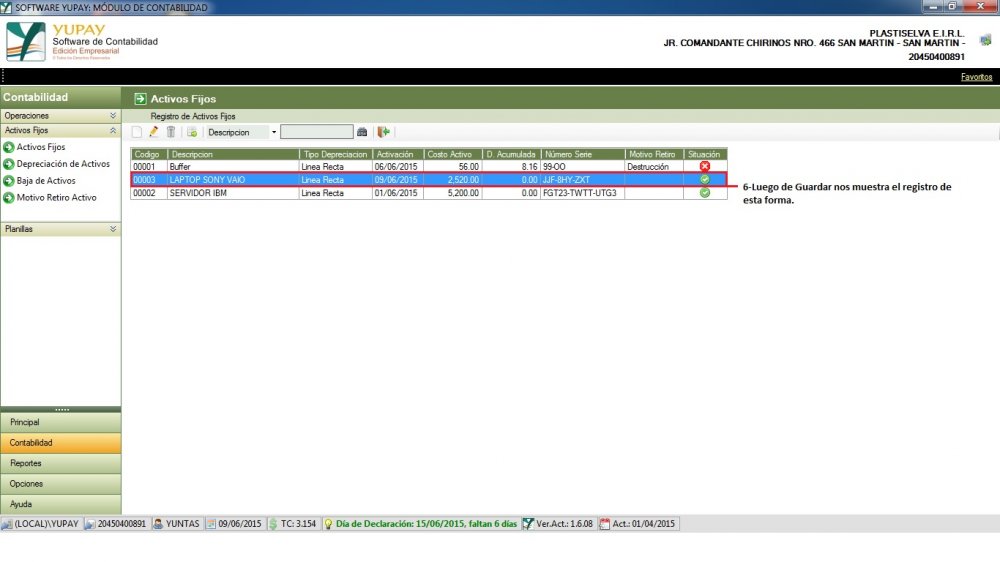 SOFTWARE YUPAY: MÓDULO DE CONTABILIDAD
YUPAY
Software de Contabilidad
Edición Empresarial
© Todos los Derechos Reservados
PLASTISELVA E.I.R.L.
JR. COMANDANTE CHIRINOS NRO. 466 SAN MARTIN - SAN MARTIN -
20450400891
Favoritos
Contabilidad
Operaciones
Activos Fijos
Activos Fijos
Depreciación de Activos
Baja de Activos
Motivo Retiro Activo
Planillas
Principal
Contabilidad
Reportes
Opciones
Ayuda
Activos Fijos
Registro de Activos Fijos
Descripcion
Codigo Descripcion Tipo Depreciacion Activación Costo Activo D. Acumulada Número Serie Motivo Retiro Situación
00001 Buffer Linea Recta 06/06/2015 56.00 8.16 99-OO Destrucción
00003 LAPTOP SONY VAIO Linea Recta 09/06/2015 2,520.00 0.00 JJF-8HY-ZXT
00002 SERVIDOR IBM Linea Recta 01/06/2015 5,200.00 0.00 FGT23-TWTT-UTG3
6-Luego de Guardar nos muestra el registro de
esta forma.
(LOCAL)\YUPAY 20450400891 YUNTAS 09/06/2015 TC: 3.154 Día de Declaración: 15/06/2015, faltan 6 días Ver.Act.: 1.6.08 Act.: 01/04/2015